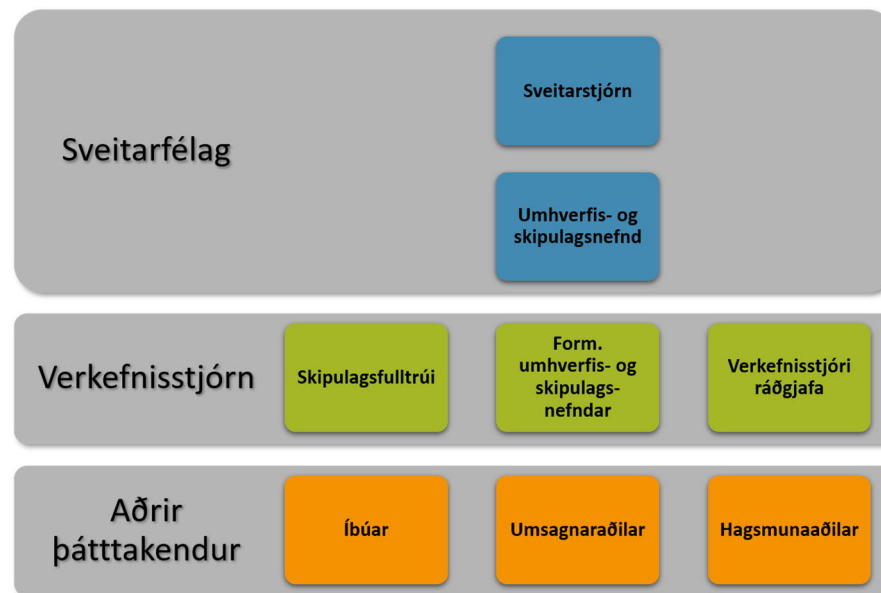 Sveitarfélag
Sveitarstjórn
Umhverfis- og
skipulagsnefnd
Verkefnisstjórn
Skipulagsfulltrúi
Form.
umhverfis- og
skipulags-
nefndar
Verkefnisstjóri
ráðgjafa
Aðrir
þátttakendur
Íbúar
Umsagnaraðilar
Hagsmunaaðilar